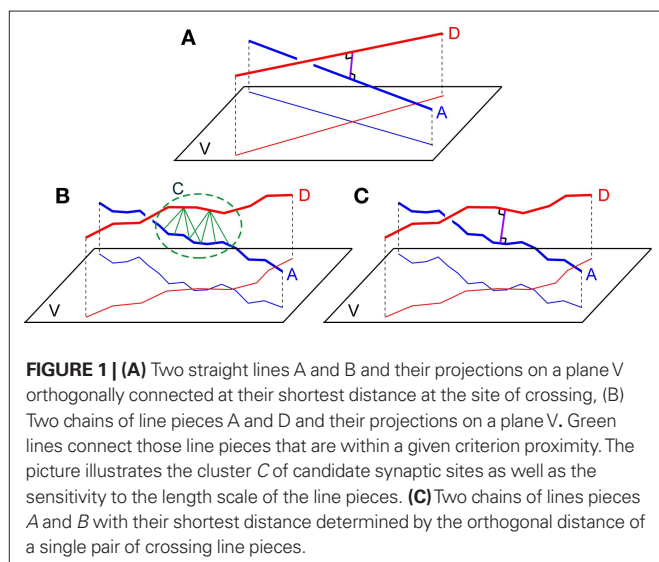 A
D
A
V
B
C
D
A
V
C
D
A
V
FIGURE 1 | (A) Two straight lines A and B and their projections on a plane V
orthogonally connected at their shortest distance at the site of crossing, (B)
Two chains of line pieces A and D and their projections on a plane V. Green
lines connect those line pieces that are within a given criterion proximity. The
picture illustrates the cluster C of candidate synaptic sites as well as the
sensitivity to the length scale of the line pieces. (C) Two chains of lines pieces
A and B with their shortest distance determined by the orthogonal distance of
a single pair of crossing line pieces.